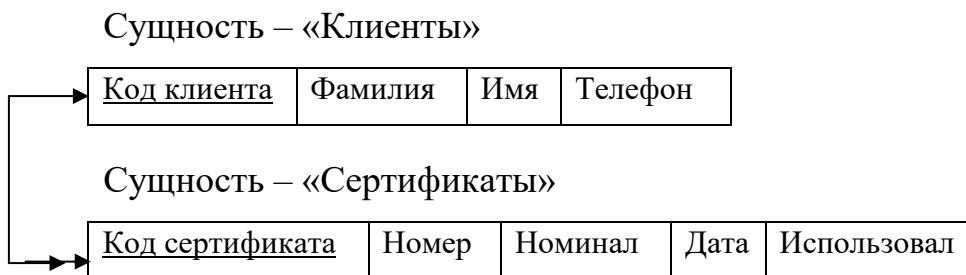 Сущность – «Клиенты»
Код клиента Фамилия Имя Телефон
Сущность – «Сертификаты»
Код сертификата Номер Номинал Дата Использовал